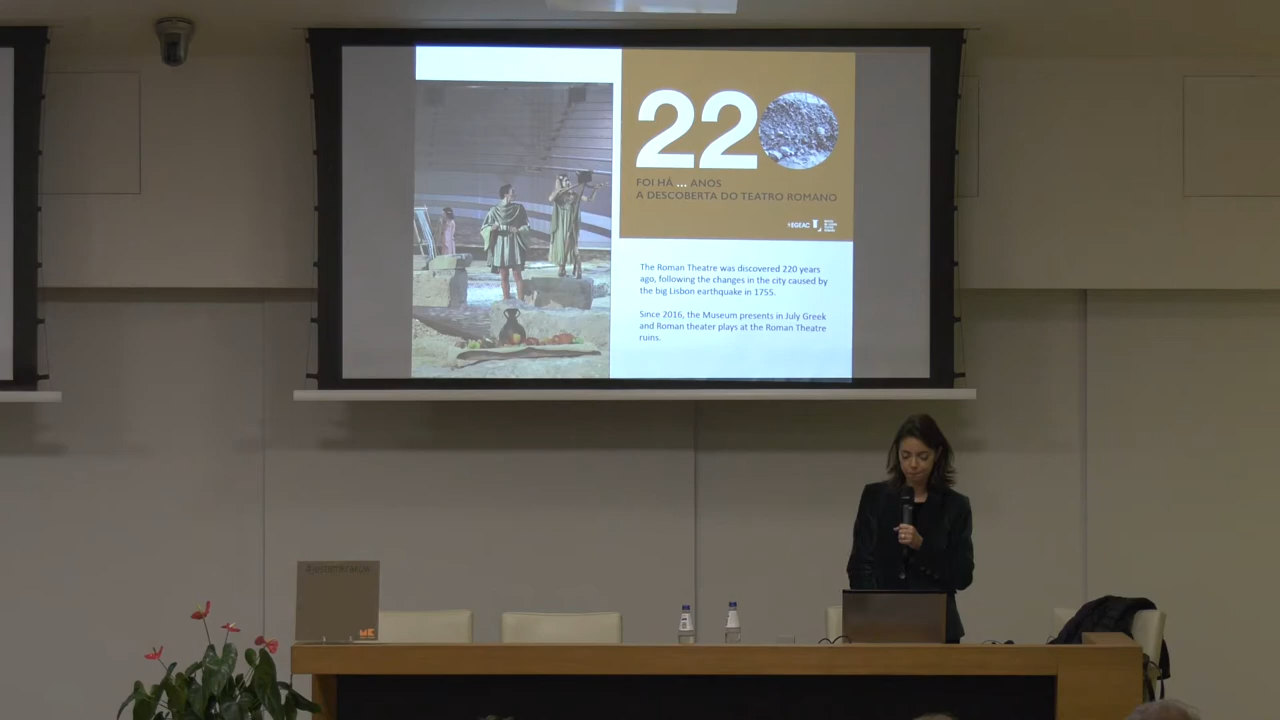 220
FOI HÁ ... ANOS
A DESCOBERTA DO TEATRO ROMANO
EGEAC
The Roman Theatre was discovered 220 years
ago, following the changes in the city caused by
the big Lisbon earthquake in 1755.
Since 2016, the Museum presents in July Greek
and Roman theater plays at the Roman Theatre
ruins.